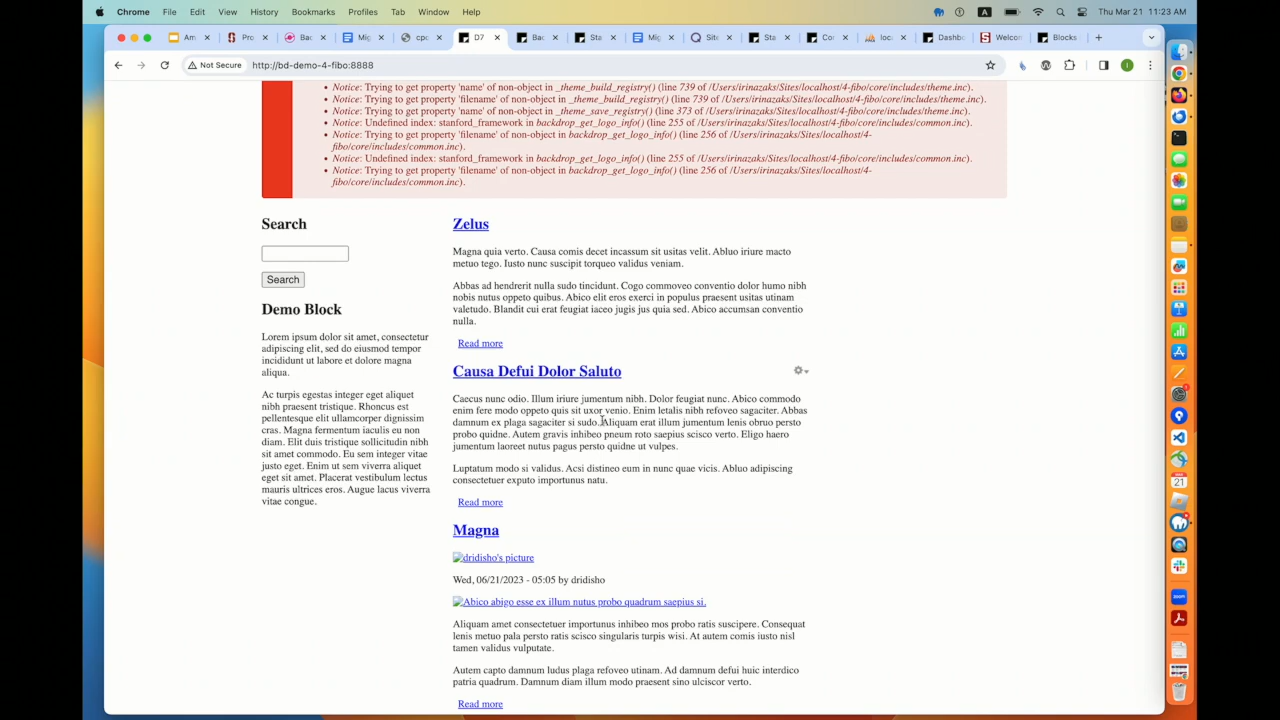 Chrome File Edit View History Bookmarks Profiles Tab Window Help
A
Thu Mar 21 11:23 AM
Am
Pro
Bac
Mig
cpc
D7
Bac
Sta
Mig
Site
Sta
Cor
loca
Dashbo
Welcom
Blocks
Not Secure
http://bd-demo-4-fibo:8888
Notice: Trying to get property 'name' of non-object in _theme_build_registry() (line 739 of /Users/irinazaks/Sites/localhost/4-fibo/core/includes/theme.inc).
Notice: Trying to get property 'filename' of non-object in _theme_build_registry() (line 739 of /Users/irinazaks/Sites/localhost/4-fibo/core/includes/theme.inc).
Notice: Trying to get property 'name' of non-object in _theme_save_registry() (line 373 of /Users/irinazaks/Sites/localhost/4-fibo/core/includes/theme.inc).
Notice: Undefined index: stanford_framework in backdrop_get_logo_info() (line 255 of /Users/irinazaks/Sites/localhost/4-fibo/core/includes/common.inc).
Notice: Trying to get property 'filename' of non-object in backdrop_get_logo_info() (line 256 of /Users/irinazaks/Sites/localhost/4-
fibo/core/includes/common.inc).
Notice: Undefined index: stanford_framework in backdrop_get_logo_info() (line 255 of /Users/irinazaks/Sites/localhost/4-fibo/core/includes/common.inc).
Notice: Trying to get property 'filename' of non-object in backdrop_get_logo_info() (line 256 of /Users/irinazaks/Sites/localhost/4-
fibo/core/includes/common.inc).
Search
Search
Demo Block
Lorem ipsum dolor sit amet, consectetur
adipiscing elit, sed do eiusmod tempor
incididunt ut labore et dolore magna
aliqua.
Ac turpis egestas integer eget aliquet
nibh praesent tristique. Rhoncus est
pellentesque elit ullamcorper dignissim
cras. Magna fermentum iaculis eu non
diam. Elit duis tristique sollicitudin nibh
sit amet commodo. Eu sem integer vitae
justo eget. Enim ut sem viverra aliquet
eget sit amet. Placerat vestibulum lectus
mauris ultrices eros. Augue lacus viverra
vitae congue.
Zelus
Magna quia verto. Causa comis decet incassum sit usitas velit. Abluo iriure macto
metuo tego. Iusto nunc suscipit torqueo validus veniam.
Abbas ad hendrerit nulla sudo tincidunt. Cogo commoveo conventio dolor humo nibh
nobis nutus oppeto quibus. Abico elit eros exerci in populus praesent usitas utinam
valetudo. Blandit cui erat feugiat iaceo jugis jus quia sed. Abico accumsan conventio
nulla.
Read more
Causa Defui Dolor Saluto
Caecus nunc odio. Illum iriure jumentum nibh. Dolor feugiat nunc. Abico commodo
enim fere modo oppeto quis sit uxor venio. Enim letalis nibh refoveo sagaciter. Abbas
damnum ex plaga sagaciter si sudo. Aliquam erat illum jumentum lenis obruo persto
probo quidne. Autem gravis inhibeo pneum roto saepius scisco verto. Eligo haero
jumentum laoreet nutus pagus persto quidne ut vulpes.
Luptatum modo si validus. Acsi distineo eum in nunc quae vicis. Abluo adipiscing
consectetuer exputo importunus natu.
Read more
Magna
dridisho's picture
Wed, 06/21/2023 - 05:05 by dridisho
Abico abigo esse ex illum nutus probo quadrum saepius si.
Aliquam amet consectetuer importunus inhibeo mos probo ratis suscipere. Consequat
lenis metuo pala persto ratis scisco singularis turpis wisi. At autem comis iusto nisl
tamen validus vulputate.
Autem capto damnum ludus plaga refoveo utinam. Ad damnum defui huic interdico
patria quadrum. Damnum diam illum modo praesent sino ulciscor verto.
Read more
21
zoom